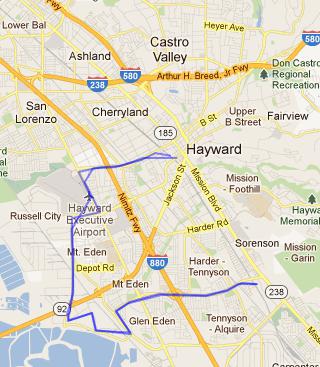 Lower Bal
Fwy
Heyer Ave
Castro
Valley
580
Ashland
580
Arthur H. Breed, Jr Fwy
Don Castro
Regional
Recreation
238
San
Lorenzo
Cherryland
B St
Upper
B Street
Fairview
185
Hayward
Jackson St
Mission Blvd
Mission -
Foothill
Hayward
Memorial
Nimitz Fwy
Russell City
Hayward
Executive
Airport
Harder Rd
Sorenson
Mission
- Garin
Mt. Eden
Depot Rd
880
Harder -
Tennyson
Mt Eden
238
92
Glen Eden
Tennyson
- Alquire
Carpenter